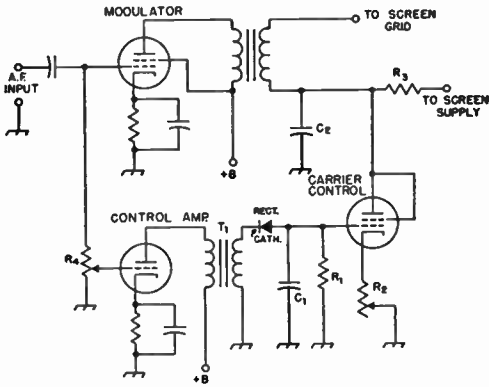 MODULATOR
TO SCREEN
GRID
A.F.
INPUT
R3
TO SCREEN
SUPPLY
C2
+B
CARRIER
CONTROL
CONTROL AMP.
T1
RECT.
CATH.
R4
C1
R1
R2
+B